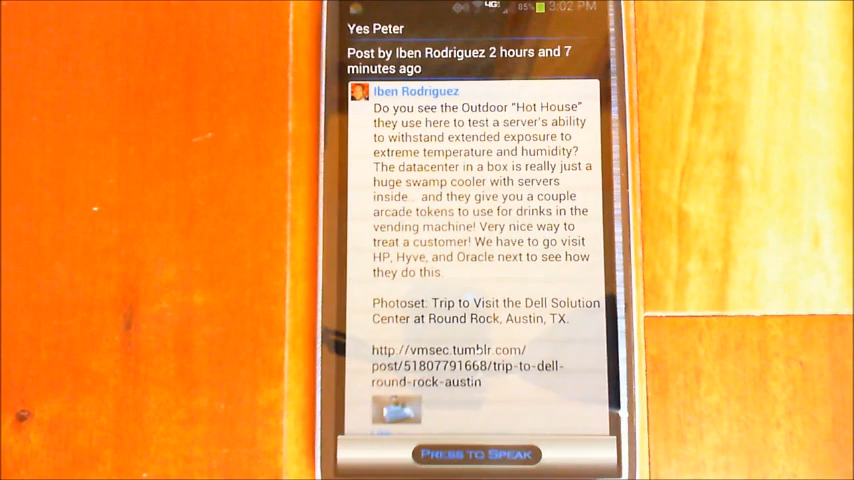 4G
85% 3:02 PM
Yes Peter
Post by Iben Rodriguez 2 hours and 7
minutes ago
Iben Rodriguez
Do you see the Outdoor "Hot House"
they use here to test a server's ability
to withstand extended exposure to
extreme temperature and humidity?
The datacenter in a box is really just a
huge swamp cooler with servers
inside... and they give you a couple
arcade tokens to use for drinks in the
vending machine! Very nice way to
treat a customer! We have to go visit
HP, Hyve, and Oracle next to see how
they do this.
Photoset: Trip to Visit the Dell Solution
Center at Round Rock, Austin, TX.
http://vmsec.tumblr.com/
post/51807791668/trip-to-dell-
round-rock-austin
PRESS TO SPEAK